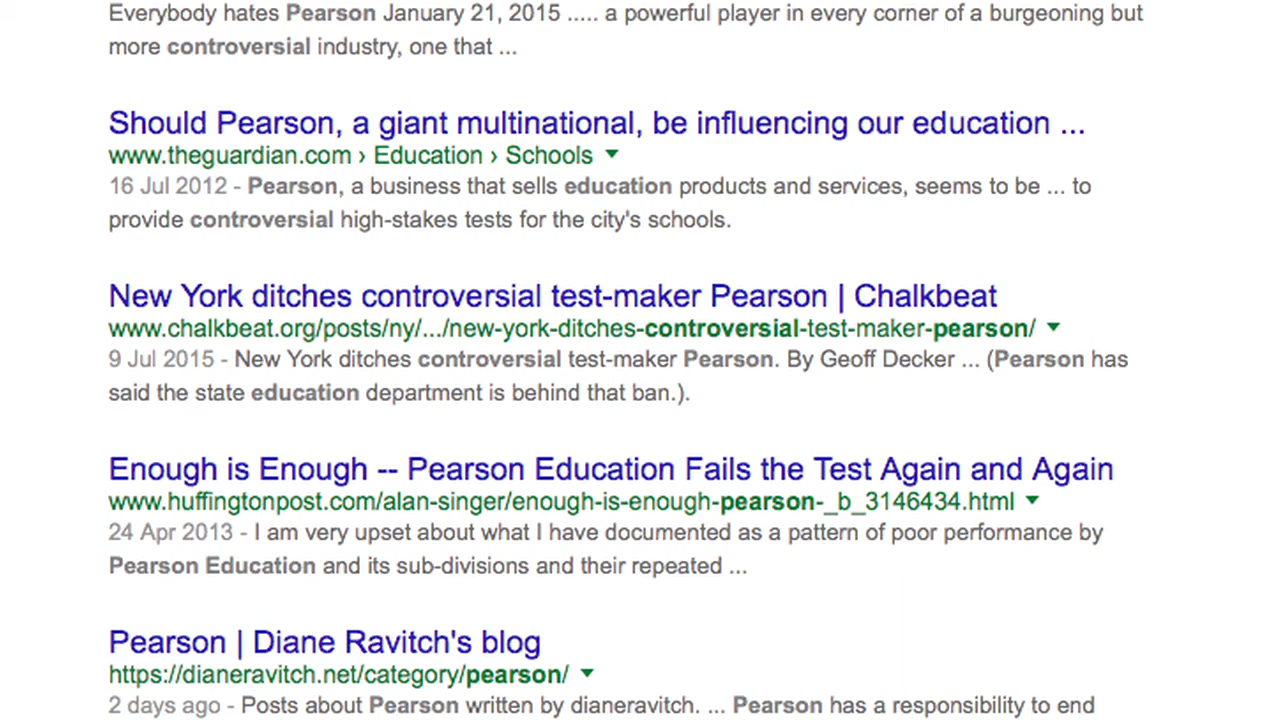 Everybody hates Pearson January 21, 2015 ..... a powerful player in every corner of a burgeoning but
more controversial industry, one that ...
Should Pearson, a giant multinational, be influencing our education ...
www.theguardian.com › Education › Schools
16 Jul 2012 - Pearson, a business that sells education products and services, seems to be ... to
provide controversial high-stakes tests for the city's schools.
New York ditches controversial test-maker Pearson | Chalkbeat
www.chalkbeat.org/posts/ny/.../new-york-ditches-controversial-test-maker-pearson/
9 Jul 2015 - New York ditches controversial test-maker Pearson. By Geoff Decker ... (Pearson has
said the state education department is behind that ban.).
Enough is Enough -- Pearson Education Fails the Test Again and Again
www.huffingtonpost.com/alan-singer/enough-is-enough-pearson-_b_3146434.html
24 Apr 2013 - I am very upset about what I have documented as a pattern of poor performance by
Pearson Education and its sub-divisions and their repeated ...
Pearson | Diane Ravitch's blog
https://dianeravitch.net/category/pearson/
2 days ago - Posts about Pearson written by dianeravitch. ... Pearson has a responsibility to end